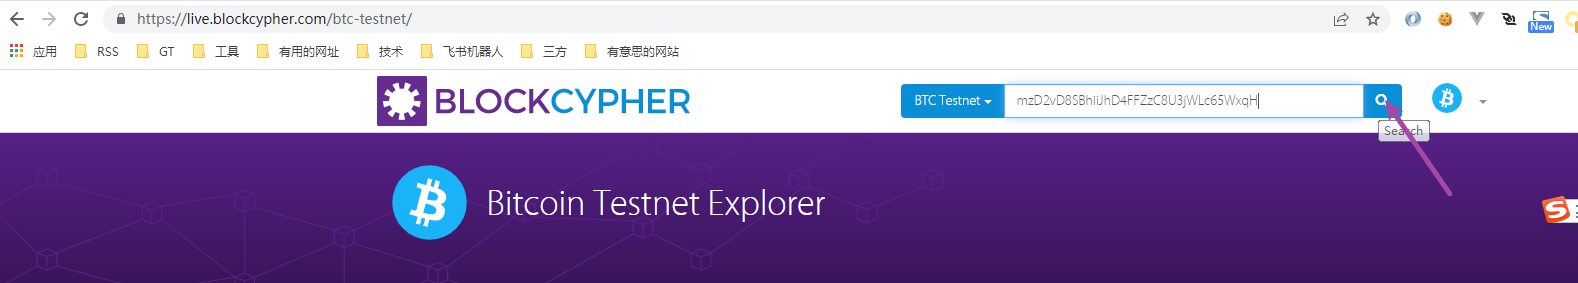 https://live.blockcypher.com/btc-testnet/
New
应用 RSS GT 工具 有用的网址 技术 飞书机器人 三方 有意思的网站
BLOCKCYPHER
BTC Testnet mzD2vD8SBhiiJhD4FFZzC8U3jWLc65WxqH
Search
Bitcoin Testnet Explorer